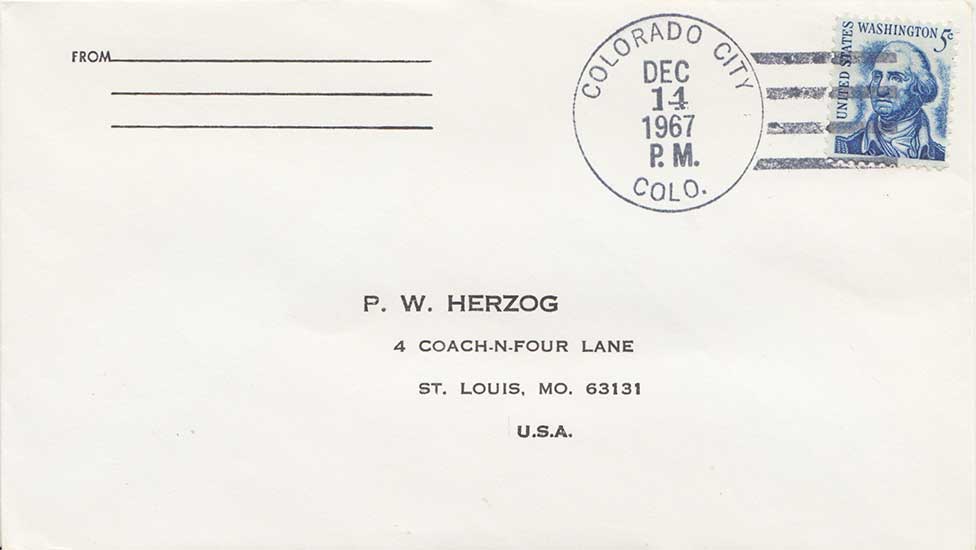 FROM
COLORADO CITY
DEC
14
1967
P. M.
COLO.
UNITED STATES
WASHINGTON 5c
P. W. HERZOG
4 COACH-N-FOUR LANE
ST. LOUIS, MO. 63131
U.S.A.